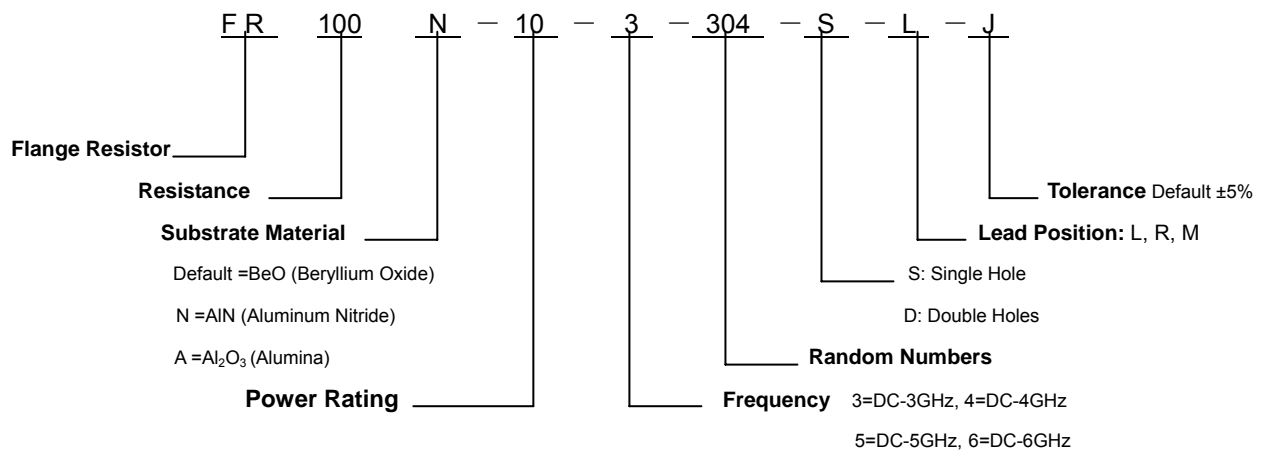 FR 100 N — 10 — 3 — 304 — S — L — J
Flange Resistor
Resistance
Tolerance Default ±5%
Substrate Material
Lead Position: L, R, M
Default =BeO (Beryllium Oxide)
S: Single Hole
N =AlN (Aluminum Nitride)
D: Double Holes
A =Al₂O₃ (Alumina)
Random Numbers
Power Rating
Frequency 3=DC-3GHz, 4=DC-4GHz
5=DC-5GHz, 6=DC-6GHz